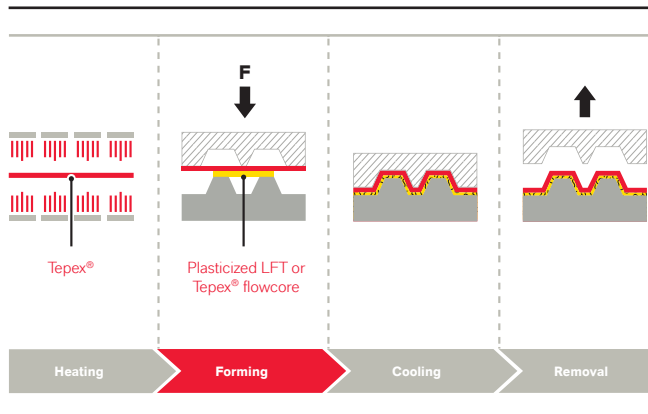 F
Tepex®
Plasticized LFT or
Tepex® flowcore
Heating
Forming
Cooling
Removal